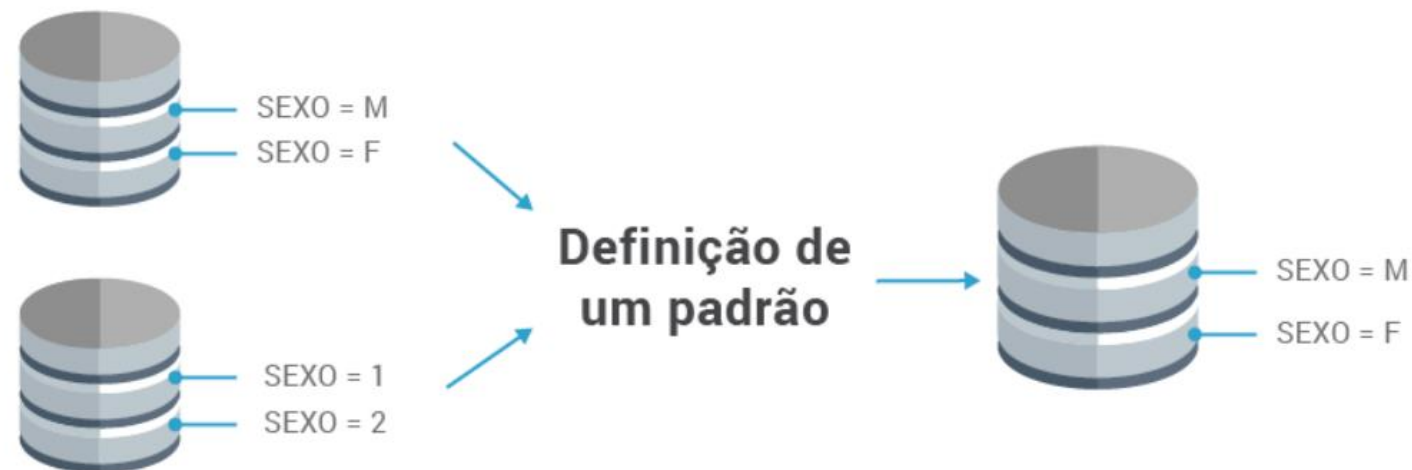 SEXO = M
SEXO = F
SEXO = 1
SEXO = 2
Definição de
um padrão
SEXO = M
SEXO = F